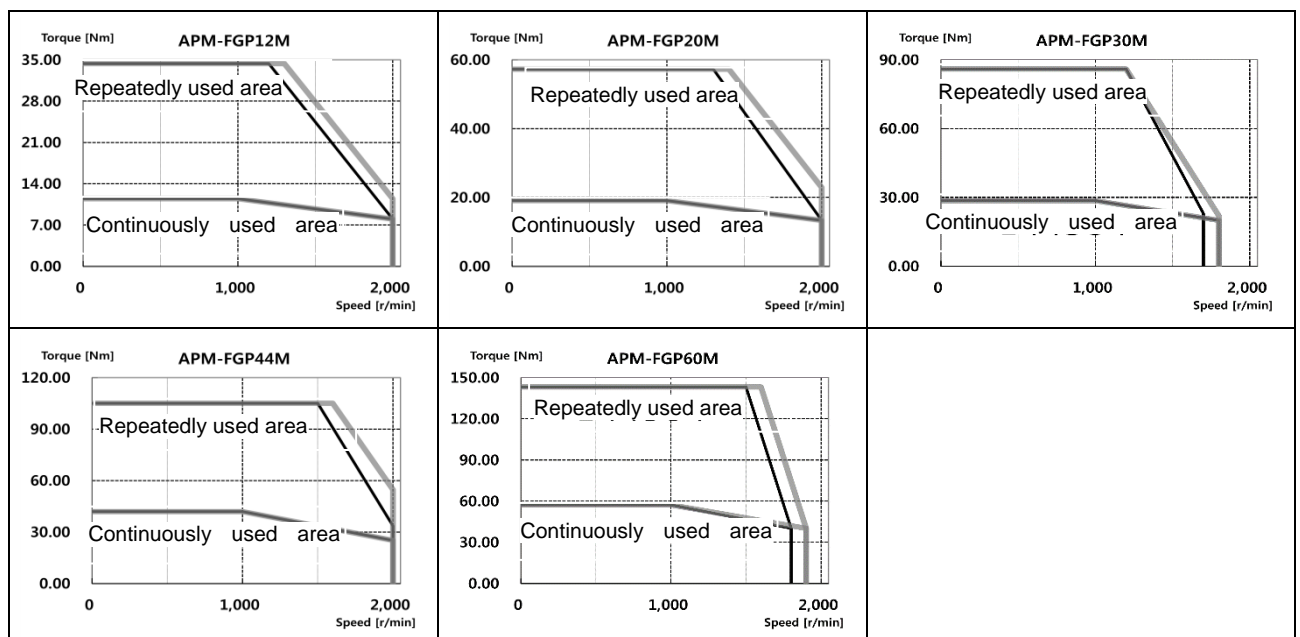 Torque [Nm] APM-FGP12M
35.00
Repeatedly used area
28.00
21.00
14.00
Continuously used area
7.00
0.00
0 1,000 2,000
Speed [r/min]
Torque [Nm] APM-FGP20M
60.00
Repeatedly used area
40.00
20.00
Continuously used area
0.00
0 1,000 2,000
Speed [r/min]
Torque [Nm] APM-FGP30M
90.00
Repeatedly used area
60.00
30.00
Continuously used area
0.00
0 1,000 2,000
Speed [r/min]
Torque [Nm] APM-FGP44M
120.00
Repeatedly used area
90.00
60.00
30.00
Continuously used area
0.00
0 1,000 2,000
Speed [r/min]
Torque [Nm] APM-FGP60M
150.00
Repeatedly used area
120.00
90.00
60.00
Continuously used area
30.00
0.00
0 1,000 2,000
Speed [r/min]